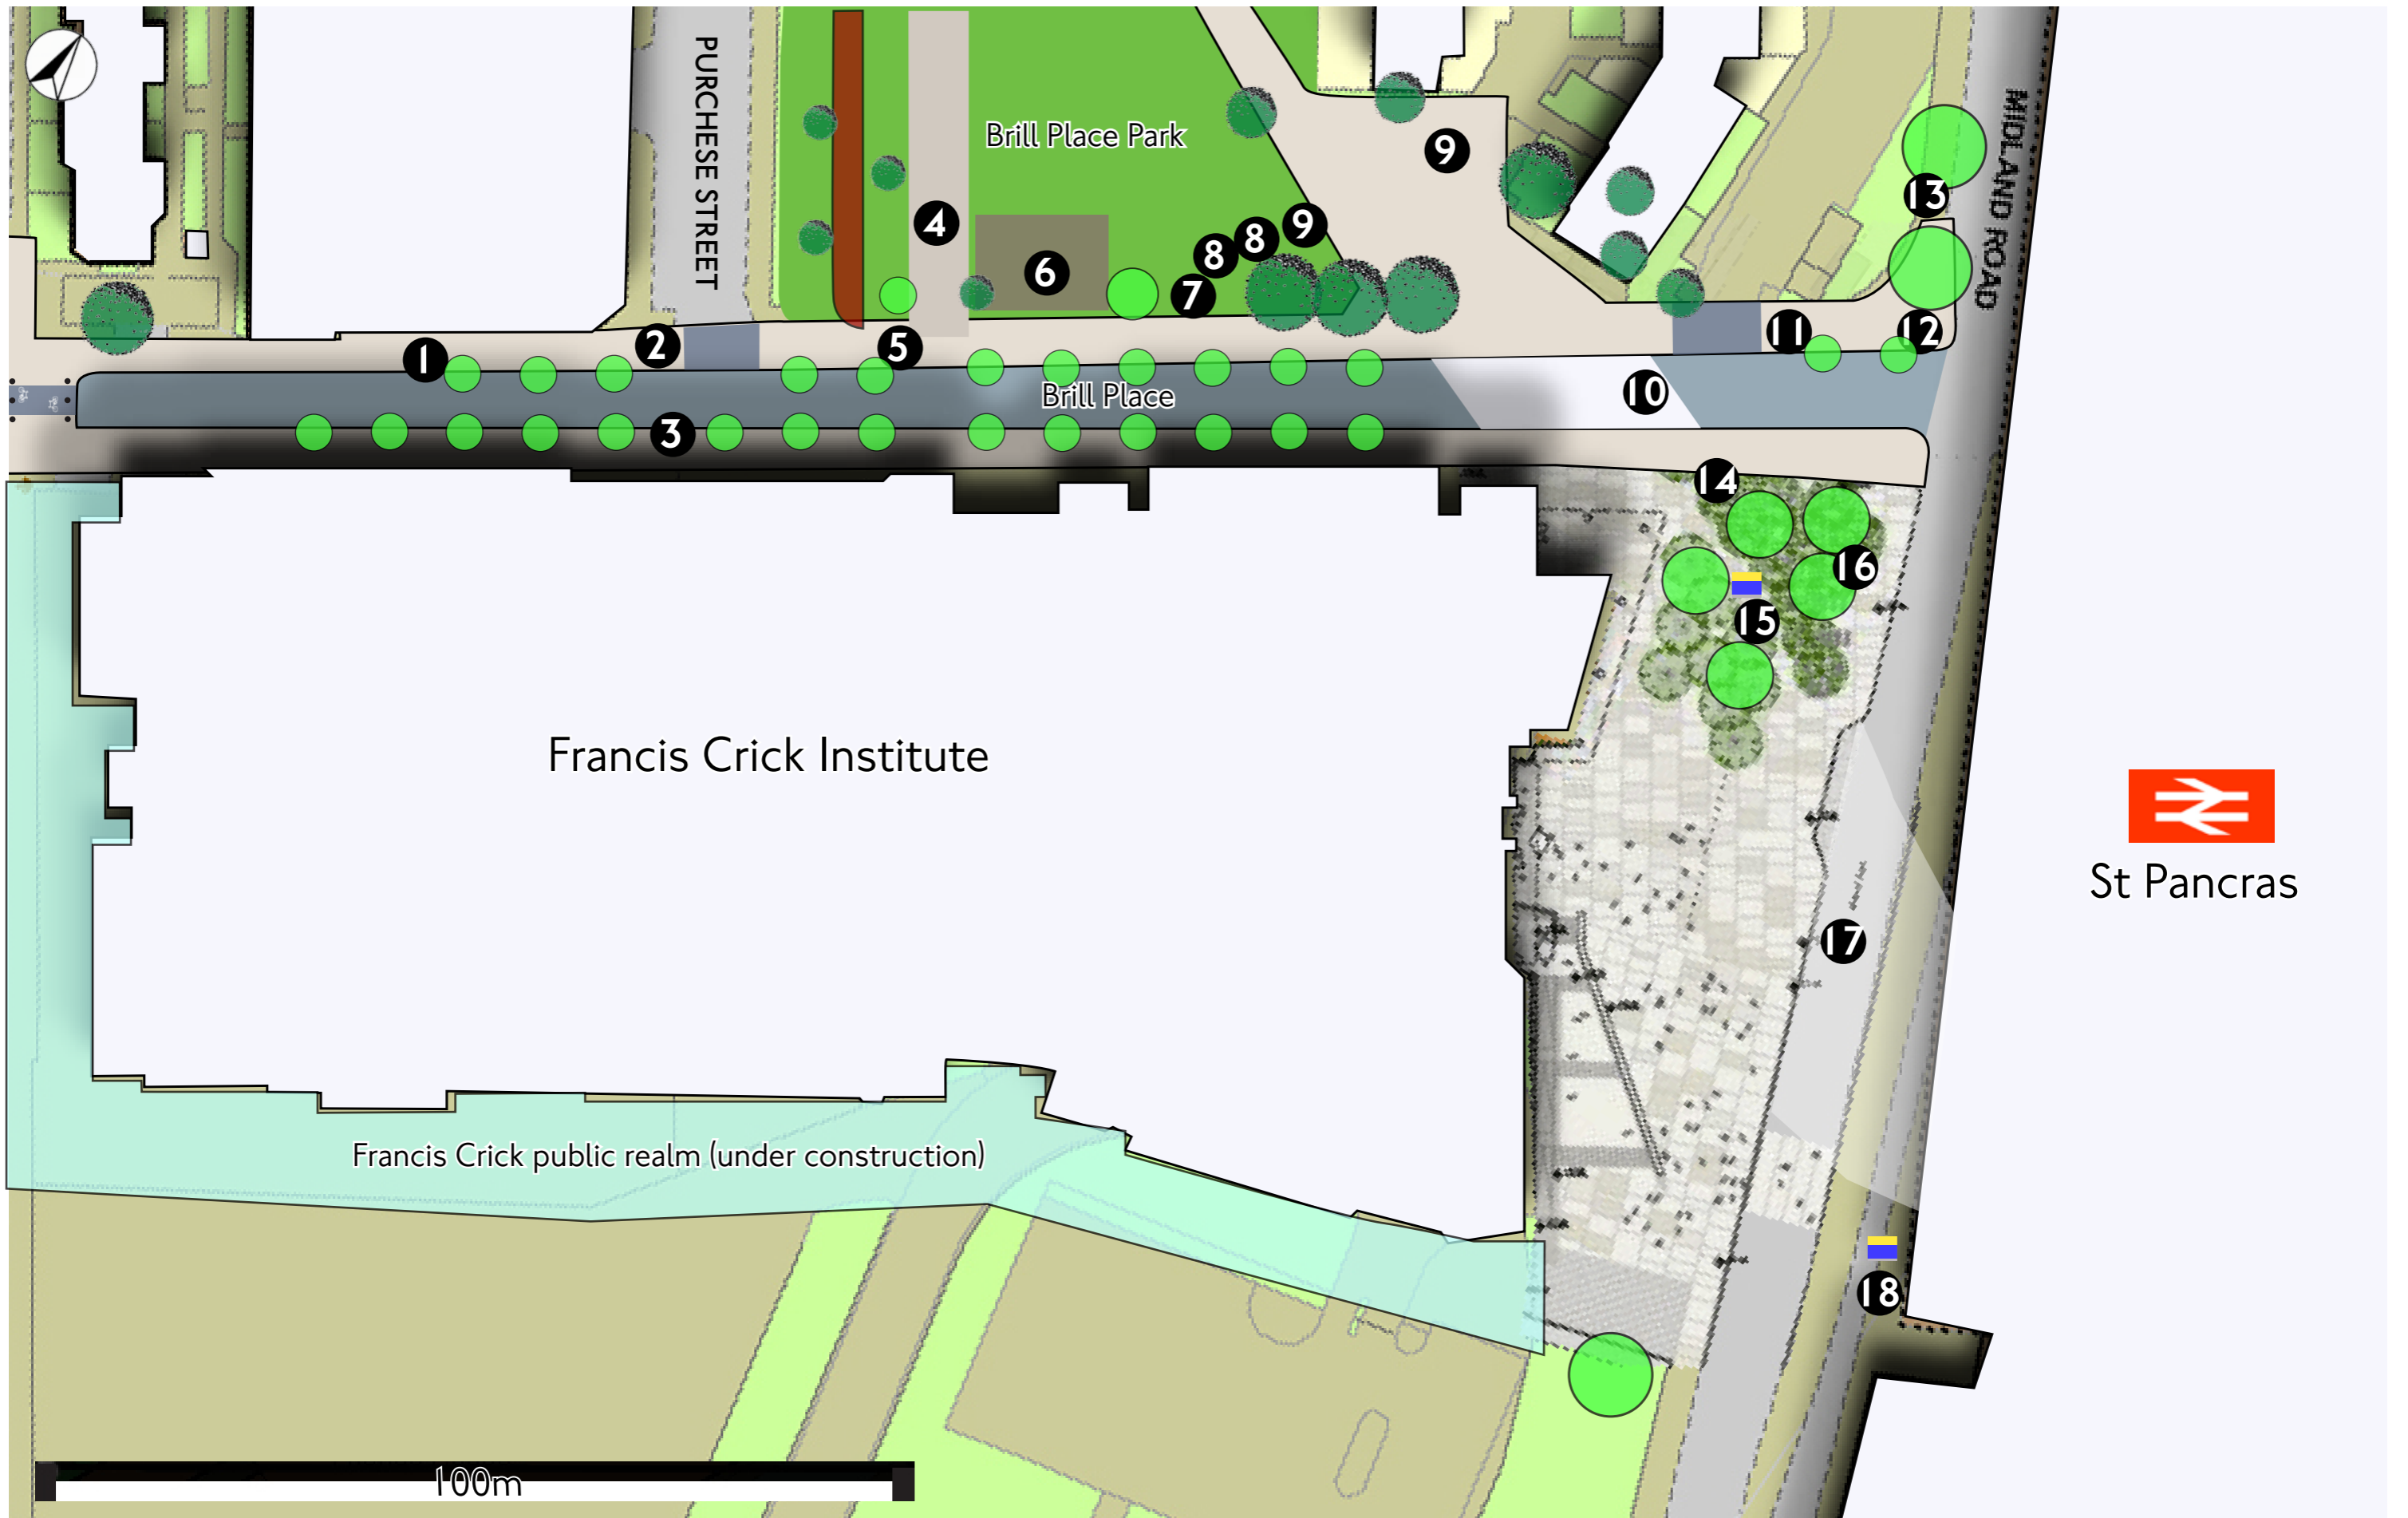 PURCHESE STREET
Brill Place Park
MIDLAND ROAD
9
13
4
8
8
9
6
7
1
2
5
11
12
Brill Place
10
3
14
16
15
Francis Crick Institute
St Pancras
17
Francis Crick public realm (under construction)
18
100m